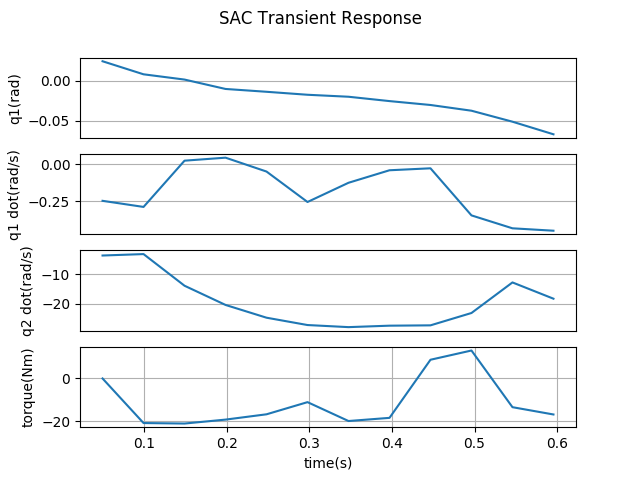 SAC Transient Response
0.00
−0.05
q1(rad)
0.00
−0.25
q1 dot(rad/s)
−10
−20
q2 dot(rad/s)
0
−20
torque(Nm)
0.1 0.2 0.3 0.4 0.5 0.6
time(s)